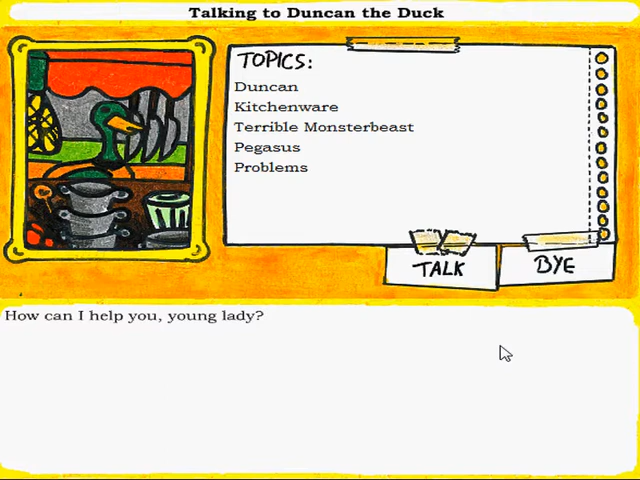 Talking to Duncan the Duck
TOPICS:
Duncan
Kitchenware
Terrible Monsterbeast
Pegasus
Problems
TALK
BYE
How can I help you, young lady?